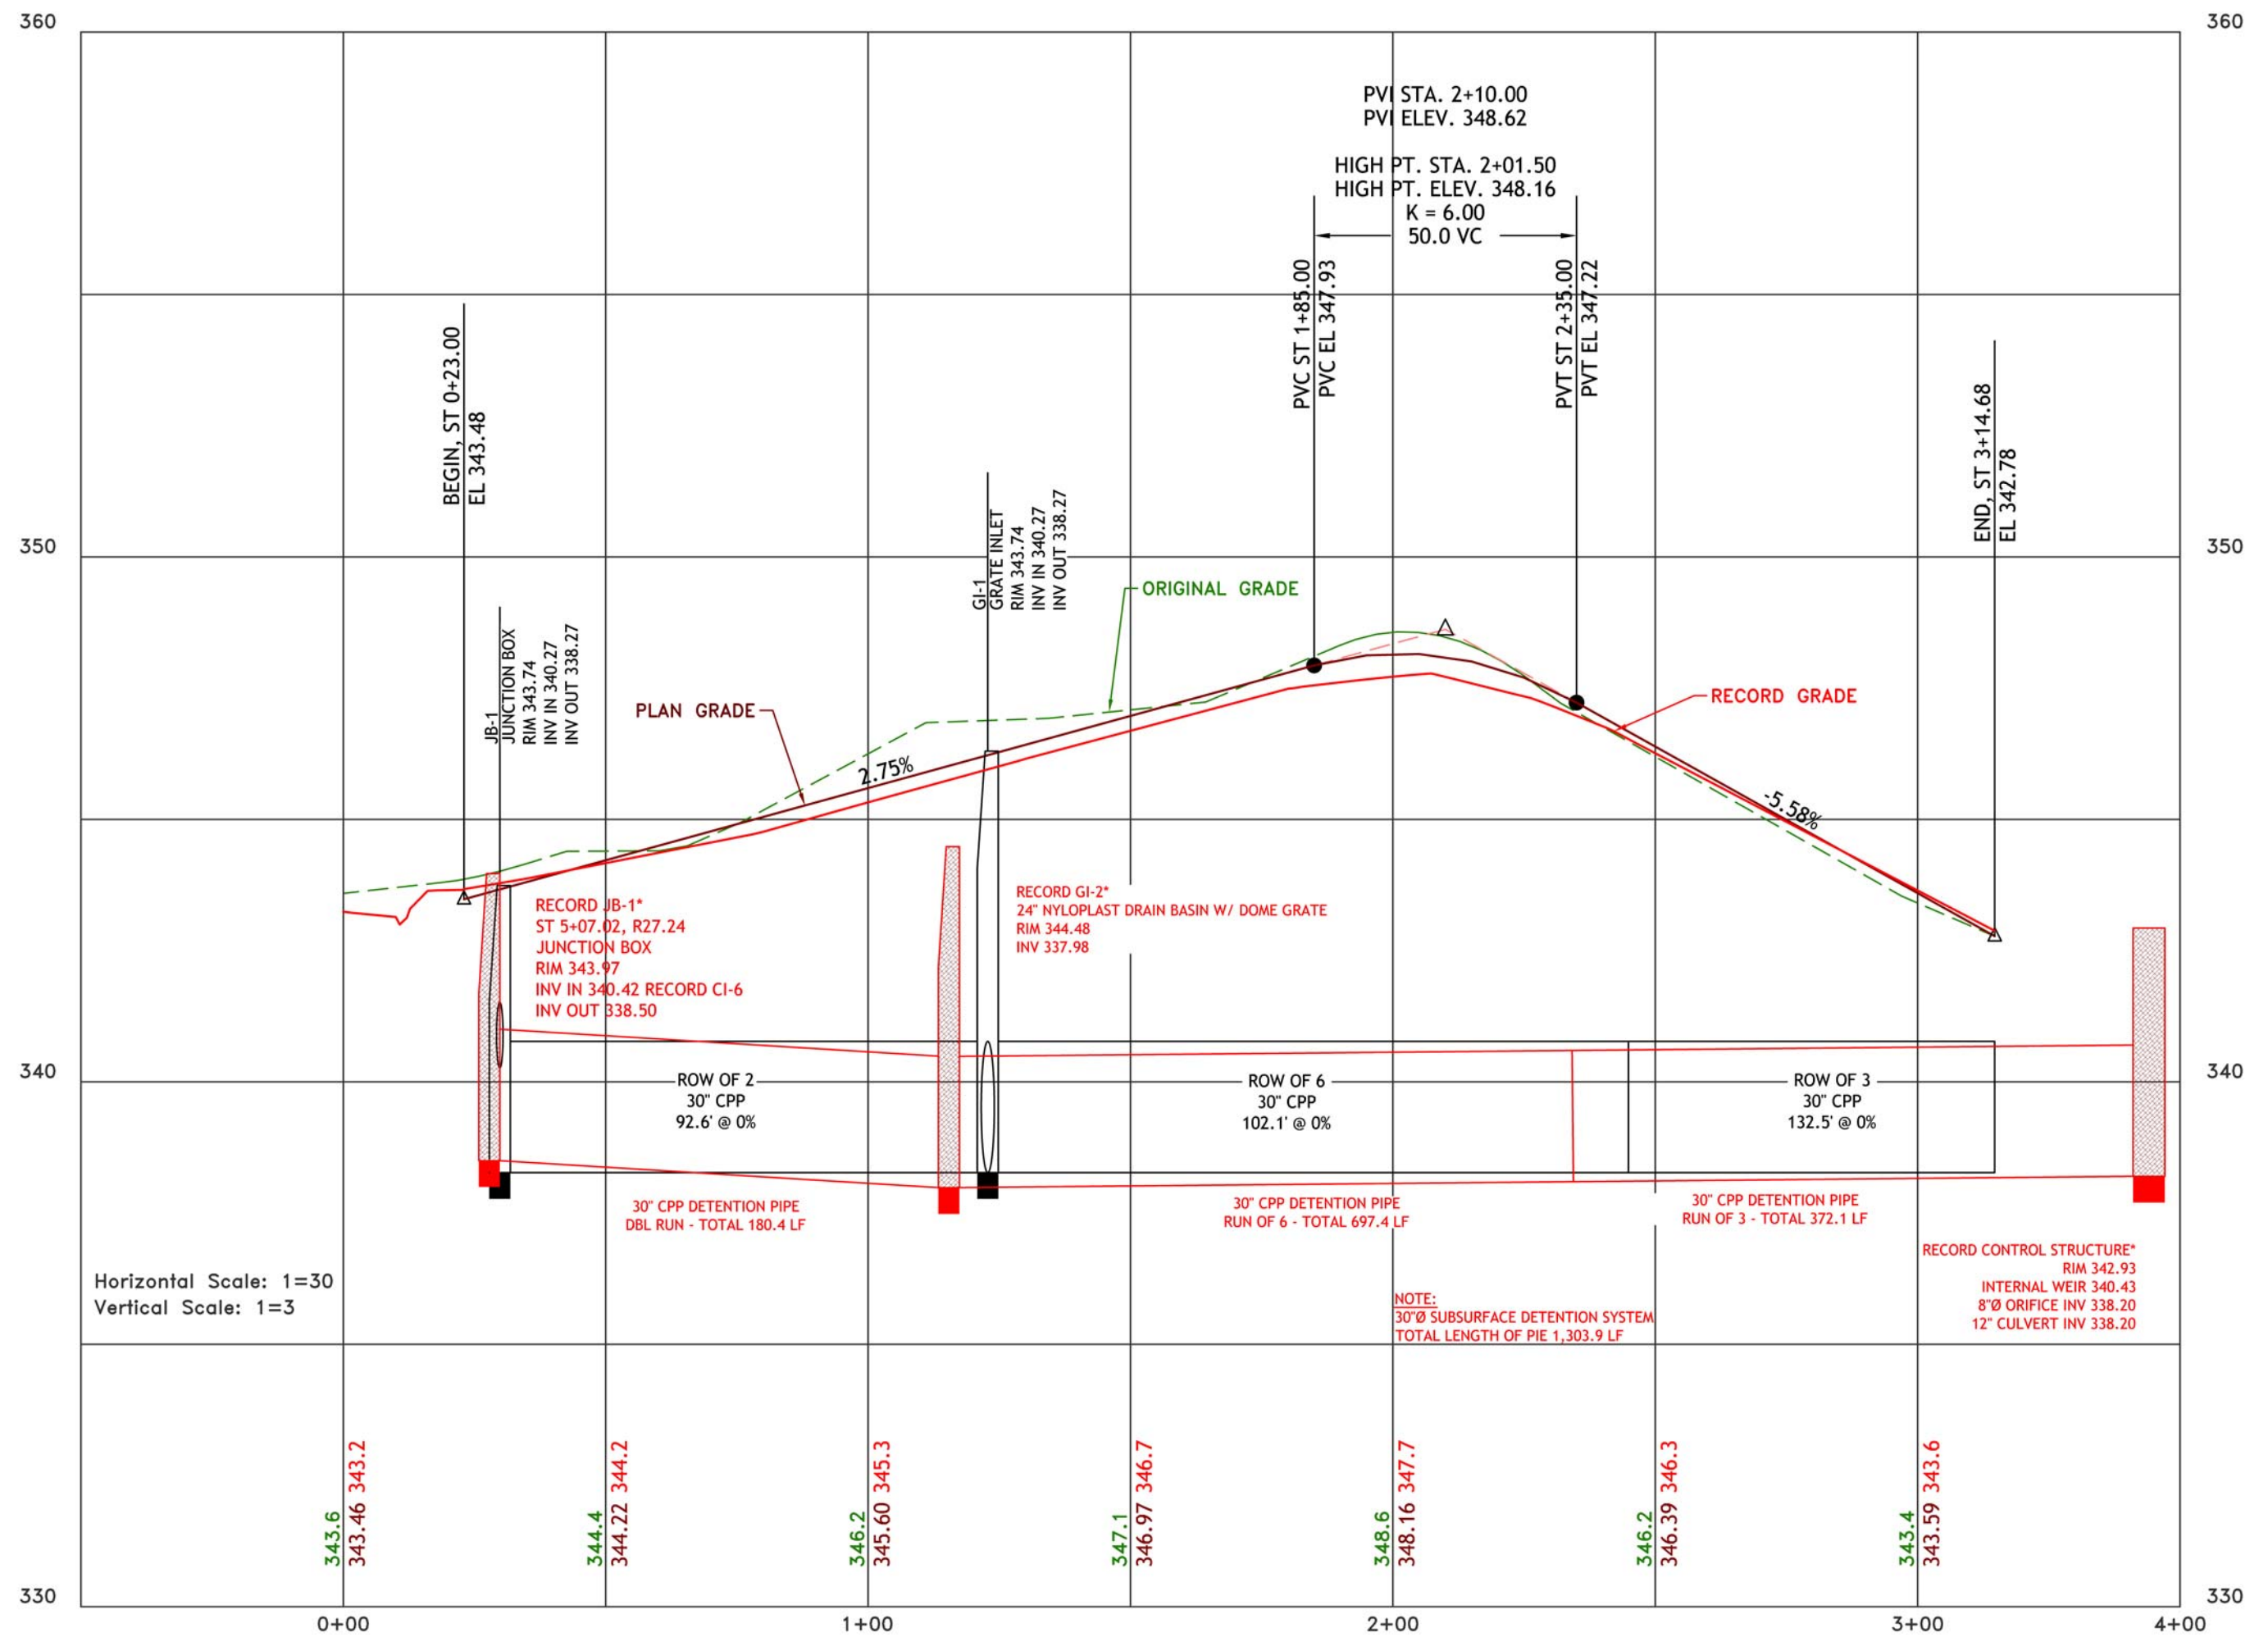 360
360
PVI STA. 2+10.00
PVI ELEV. 348.62
HIGH PT. STA. 2+01.50
HIGH PT. ELEV. 348.16
K = 6.00
50.0 VC
PVC ST 1+85.00
PVC EL 347.93
PVT ST 2+35.00
PVT EL 347.22
BEGIN, ST 0+23.00
EL 343.48
END, ST 3+14.68
EL 342.78
GI-1
GRATE INLET
RIM 343.74
INV IN 340.27
INV OUT 338.27
350
350
ORIGINAL GRADE
JB-1
JUNCTION BOX
RIM 343.74
INV IN 340.27
INV OUT 338.27
PLAN GRADE
RECORD GRADE
2.75%
-5.58%
RECORD JB-1*
ST 5+07.02, R27.24
JUNCTION BOX
RIM 343.97
INV IN 340.42 RECORD CI-6
INV OUT 338.50
RECORD GI-2*
24" NYLOPLAST DRAIN BASIN W/ DOME GRATE
RIM 344.48
INV 337.98
340
340
ROW OF 2
30" CPP
92.6' @ 0%
ROW OF 6
30" CPP
102.1' @ 0%
ROW OF 3
30" CPP
132.5' @ 0%
30" CPP DETENTION PIPE
DBL RUN - TOTAL 180.4 LF
30" CPP DETENTION PIPE
RUN OF 6 - TOTAL 697.4 LF
30" CPP DETENTION PIPE
RUN OF 3 - TOTAL 372.1 LF
RECORD CONTROL STRUCTURE*
RIM 342.93
INTERNAL WEIR 340.43
8"Ø ORIFICE INV 338.20
12" CULVERT INV 338.20
Horizontal Scale: 1=30
Vertical Scale: 1=3
NOTE:
30"Ø SUBSURFACE DETENTION SYSTEM
TOTAL LENGTH OF PIE 1,303.9 LF
343.6
343.46 343.2
344.4
344.22 344.2
346.2
345.60 345.3
347.1
346.97 346.7
348.6
348.16 347.7
346.2
346.39 346.3
343.4
343.59 343.6
330
330
0+00
1+00
2+00
3+00
4+00